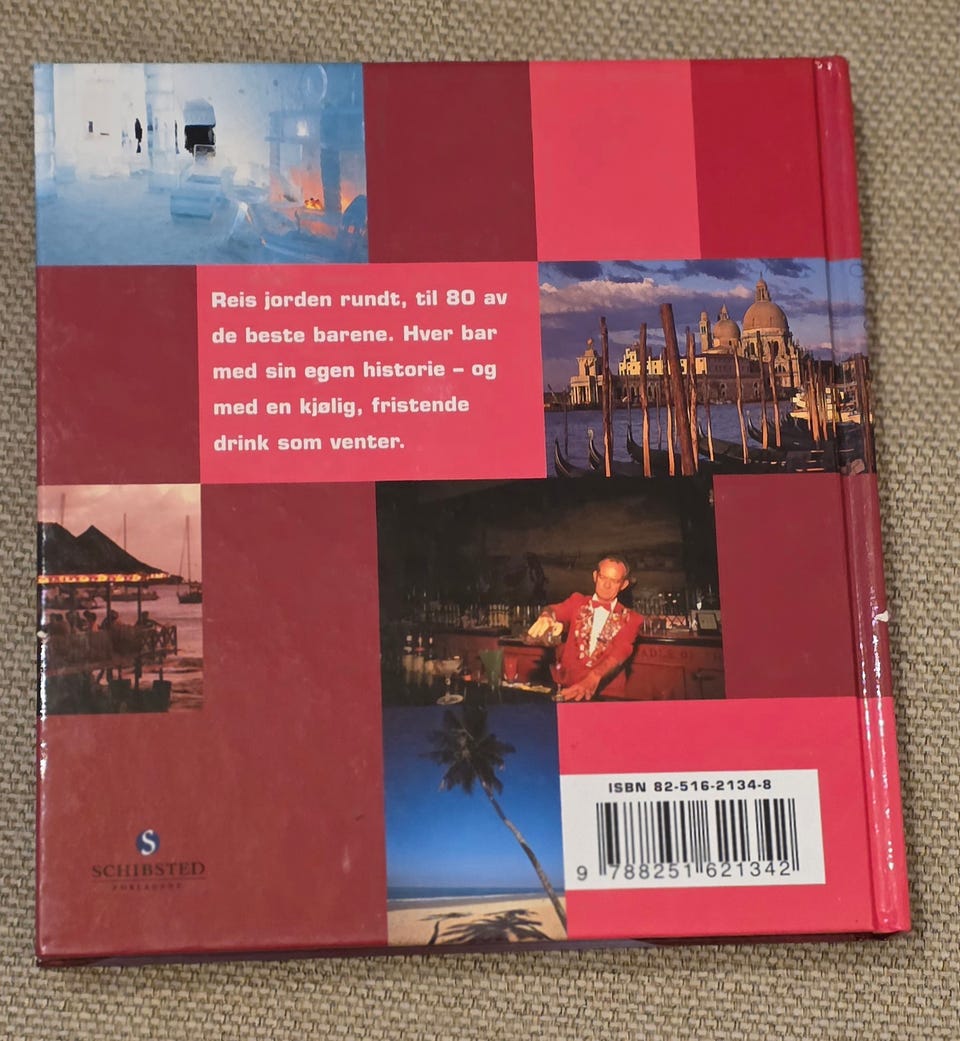 Reis jorden rundt, til 80 av
de beste barene. Hver bar
med sin egen historie – og
med en kjølig, fristende
drink som venter.
S
SCHIBSTED
FORLAGENE
ISBN 82-516-2134-8
9 788251 621342